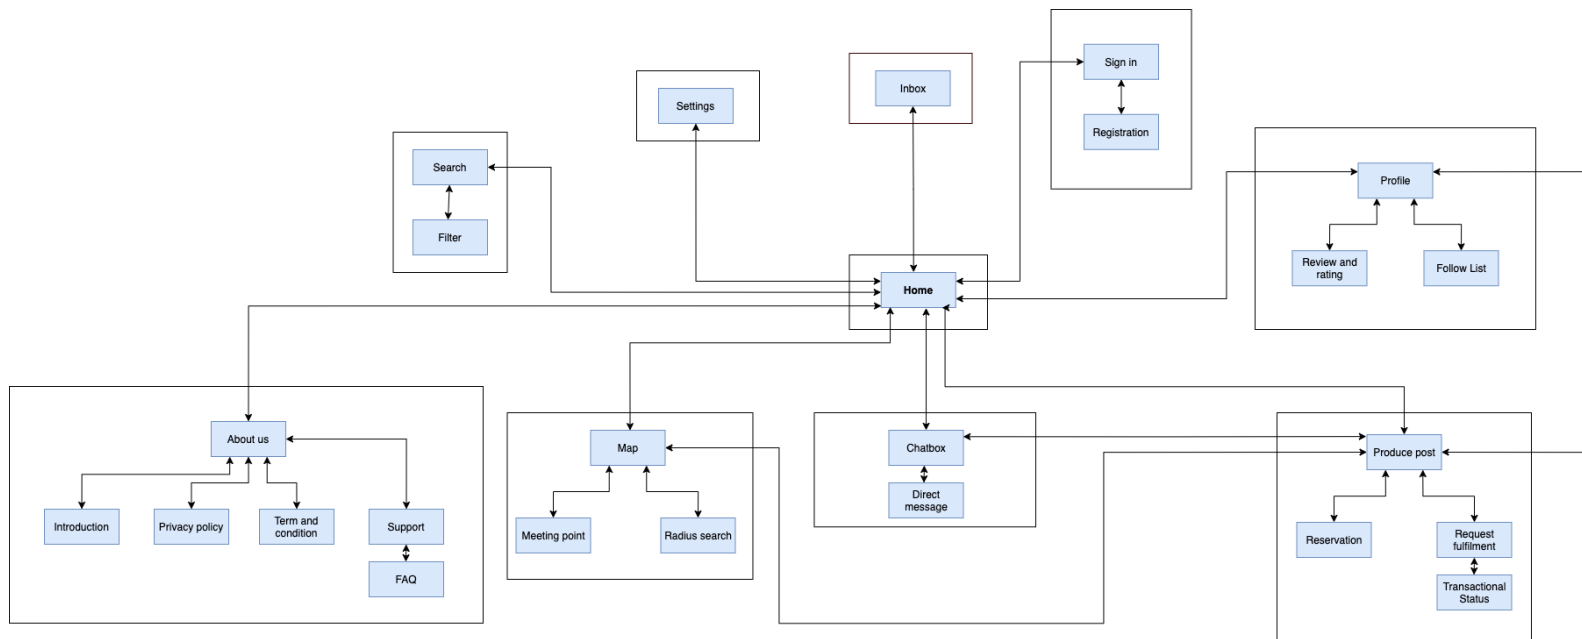 Sign in
Inbox
Settings
Registration
Search
Profile
Filter
Review and
rating
Follow List
Home
About us
Map
Chatbox
Produce post
Direct
message
Introduction
Privacy policy
Term and
condition
Support
Meeting point
Radius search
Reservation
Request
fulfilment
FAQ
Transactional
Status